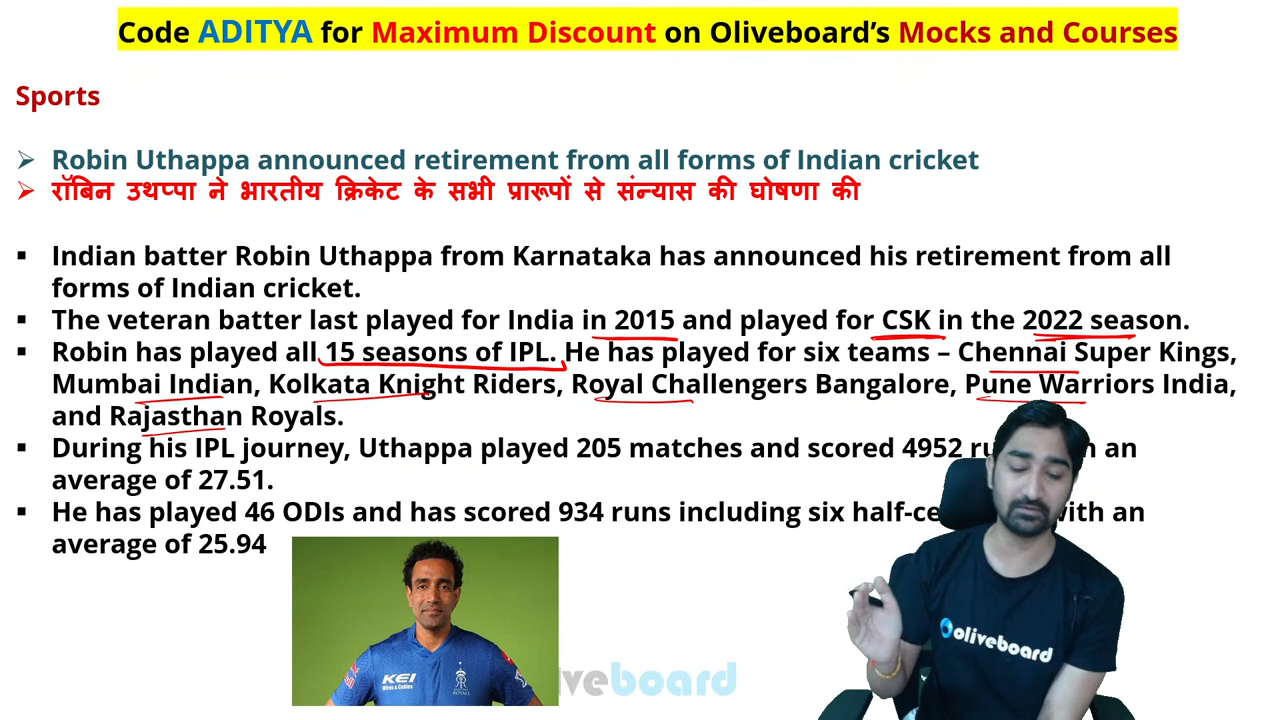 Code ADITYA for Maximum Discount on Oliveboard’s Mocks and Courses
Sports
Robin Uthappa announced retirement from all forms of Indian cricket
रॉबिन उथप्पा ने भारतीय क्रिकेट के सभी प्रारूपों से संन्यास की घोषणा की
Indian batter Robin Uthappa from Karnataka has announced his retirement from all
forms of Indian cricket.
The veteran batter last played for India in 2015 and played for CSK in the 2022 season.
Robin has played all 15 seasons of IPL. He has played for six teams – Chennai Super Kings,
Mumbai Indian, Kolkata Knight Riders, Royal Challengers Bangalore, Pune Warriors India,
and Rajasthan Royals.
During his IPL journey, Uthappa played 205 matches and scored 4952 an
average of 27.51.
He has played 46 ODIs and has scored 934 runs including six with an
average of 25.94
KEI
ROYALS
board
oliveboard